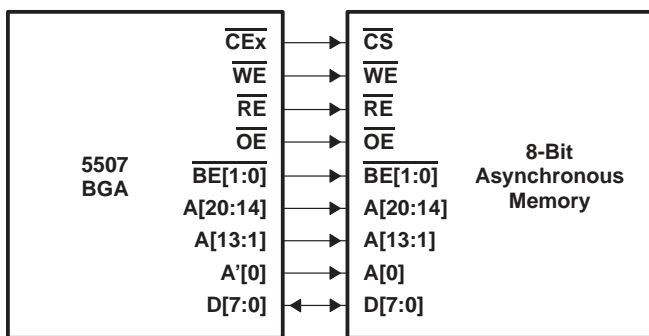 CEx CS
WE WE
RE RE
OE OE
5507
BGA
BE[1:0] BE[1:0]
8-Bit
Asynchronous
Memory
A[20:14] A[20:14]
A[13:1] A[13:1]
A'[0] A[0]
D[7:0] D[7:0]